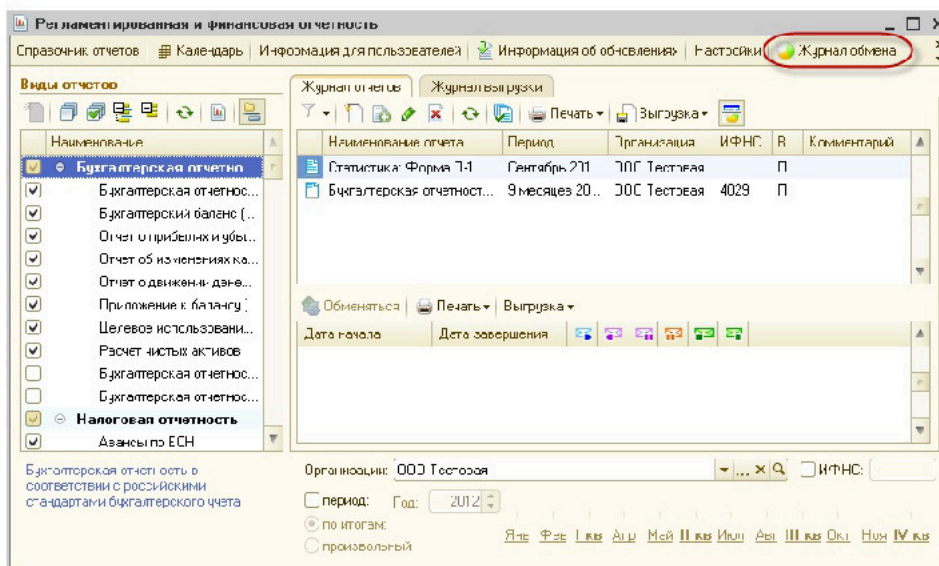 Регламентированная и финансовая отчетность
Справочник отчетов Календарь Информация для пользователей Информация об обновлениях Настройки Журнал обмена
Виды отчетов
Наименование
Бухгалтерская отчетно
Бухгалтерская отчетнос...
Бухгалтерский баланс (...
Отчет о прибылях и убы...
Отчет об изменениях ка...
Отчет о движении дене...
Приложение к балансу
Целевое использовани...
Расчет чистых активов
Бухгалтерская отчетнос...
Бухгалтерская отчетнос...
Налоговая отчетность
Авансы по ЕСН
Бухгалтерская отчетность в
соответствии с российскими
стандартами бухгалтерского учета
Журнал отчетов Журнал выгрузки
Печать Выгрузка
Наименование отчета Период Организация ИФНС В Комментарий
Статистика: Форма П-1 Сентябрь 201 ООО Тестовая П
Бухгалтерская отчетност... 9 месяцев 20... ООО Тестовая 4029 П
Обменяться Печать Выгрузка
Дата начала Дата завершения
Организации: ООО Тестовая ... ИФНС:
период: Год: 2012
по итогам:
произвольный
Янв Фев I кв Апр Май II кв Июл Авг III кв Окт Ноя IV кв